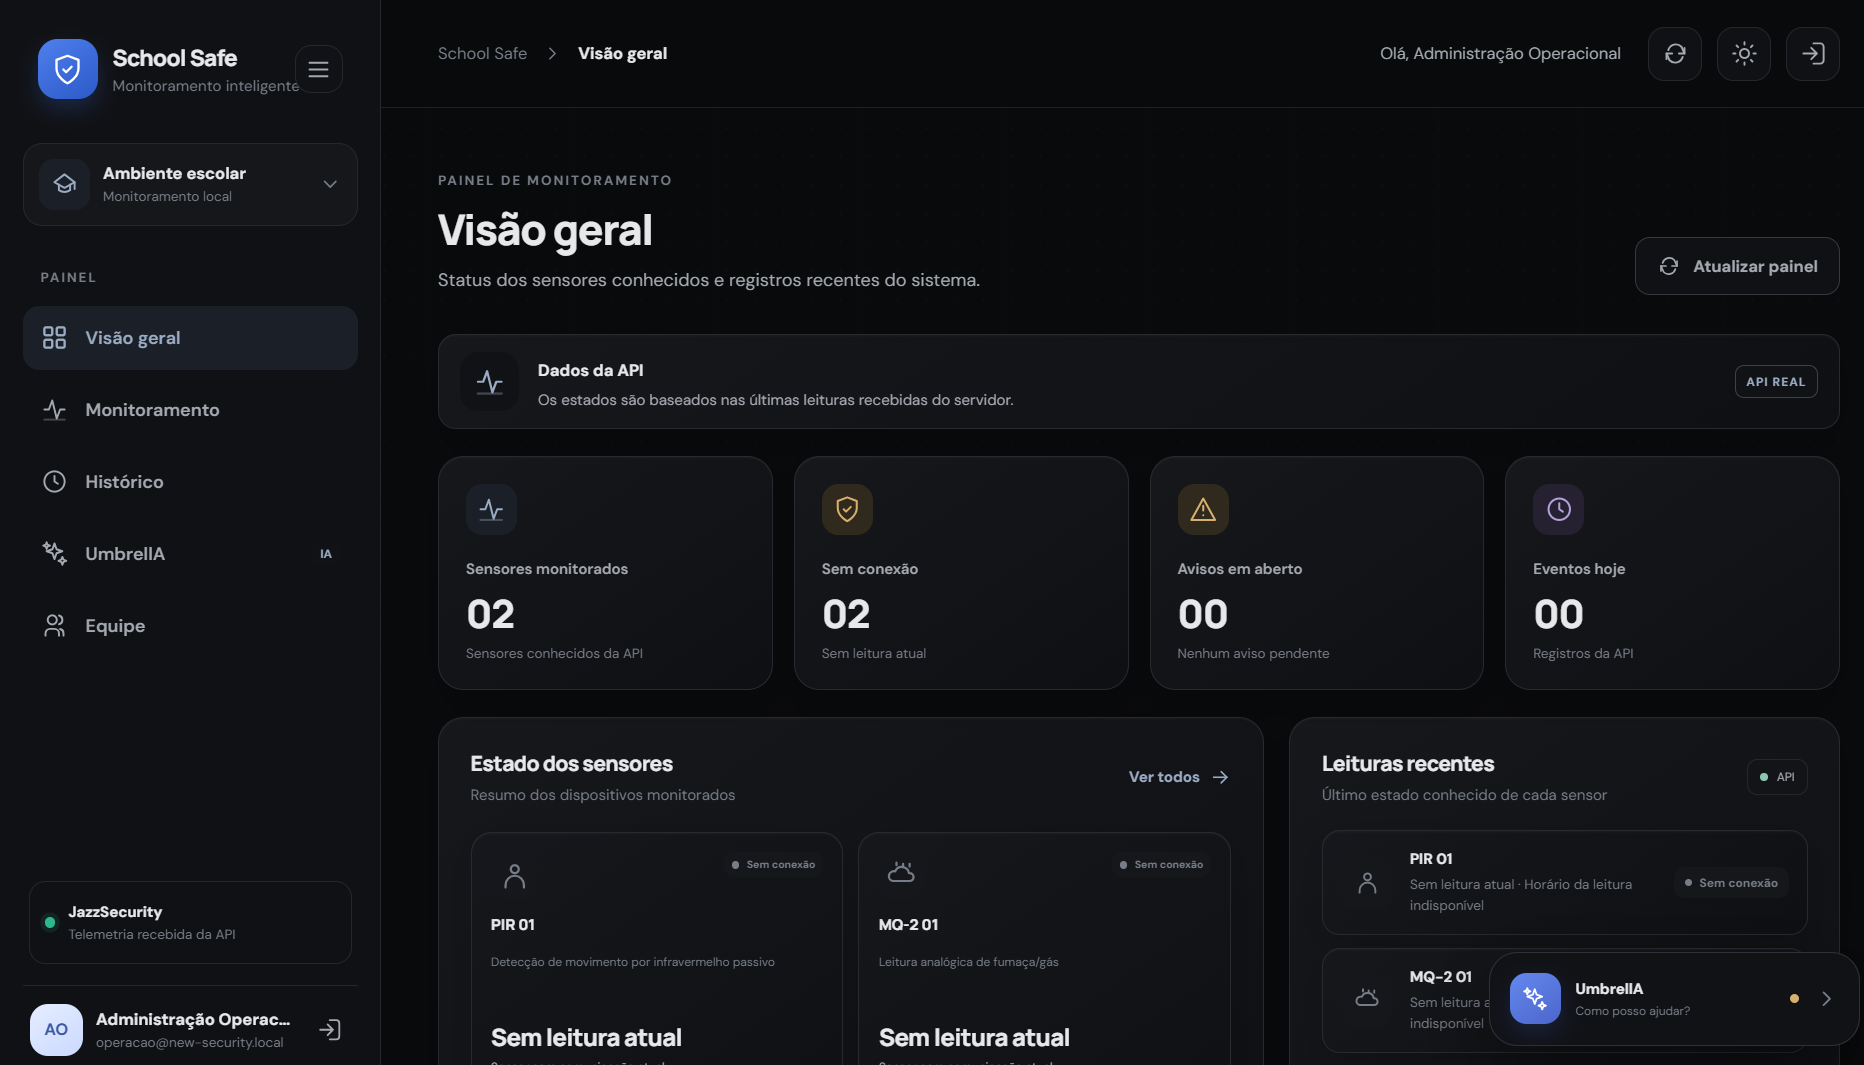 School Safe
Monitoramento inteligente
Ambiente escolar
Monitoramento local
PAINEL
Visão geral
Monitoramento
Histórico
UmbrelIA
IA
Equipe
JazzSecurity
Telemetria recebida da API
AO
Administração Operac...
operacao@new-security.local
School Safe
Visão geral
Olá, Administração Operacional
PAINEL DE MONITORAMENTO
Visão geral
Status dos sensores conhecidos e registros recentes do sistema.
Atualizar painel
Dados da API
Os estados são baseados nas últimas leituras recebidas do servidor.
API REAL
Sensores monitorados
02
Sensores conhecidos da API
Sem conexão
02
Sem leitura atual
Avisos em aberto
00
Nenhum aviso pendente
Eventos hoje
00
Registros da API
Estado dos sensores
Resumo dos dispositivos monitorados
Ver todos
Sem conexão
PIR 01
Detecção de movimento por infravermelho passivo
Sem leitura atual
Sem conexão
MQ-2 01
Leitura analógica de fumaça/gás
Sem leitura atual
Leituras recentes
Último estado conhecido de cada sensor
API
PIR 01
Sem leitura atual · Horário da leitura
indisponível
Sem conexão
MQ-2 01
Sem leitura
indisponível
UmbrelIA
Como posso ajudar?